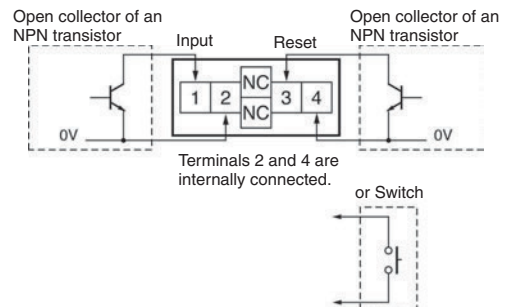 Open collector of an
NPN transistor
Open collector of an
NPN transistor
Input
Reset
1 2 NC 3 4
NC
0V
0V
Terminals 2 and 4 are
internally connected.
or Switch